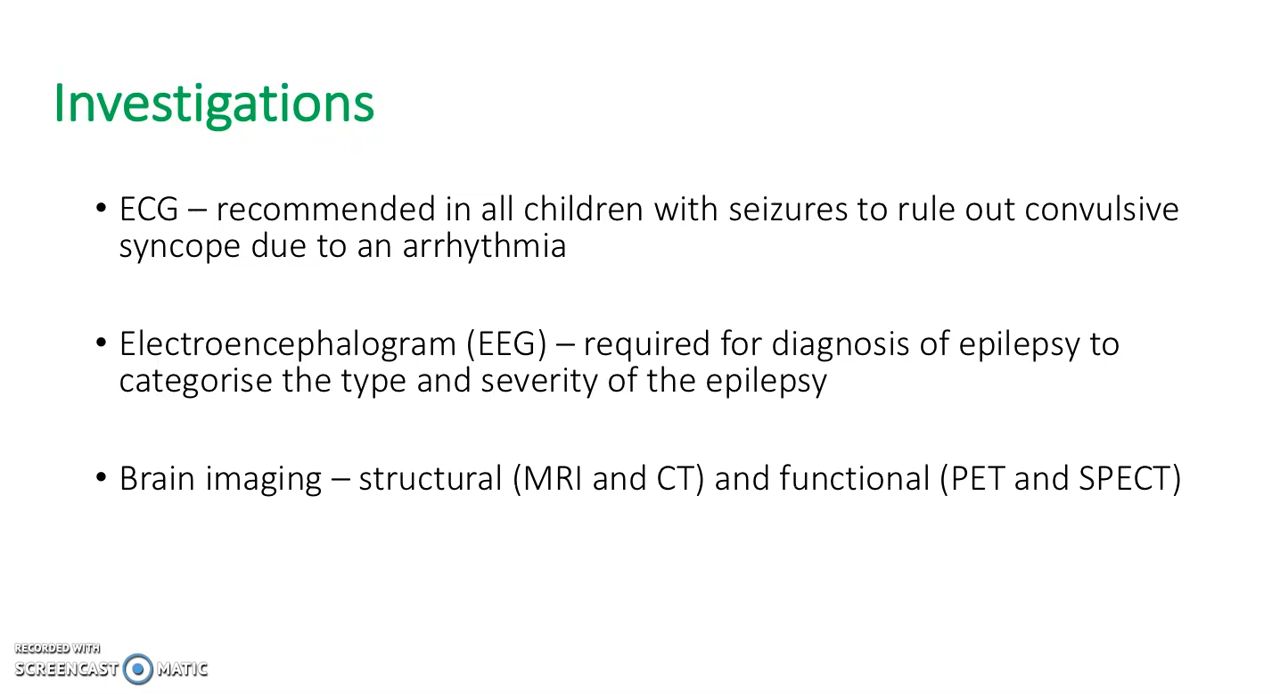 Investigations
• ECG – recommended in all children with seizures to rule out convulsive
syncope due to an arrhythmia
• Electroencephalogram (EEG) – required for diagnosis of epilepsy to
categorise the type and severity of the epilepsy
• Brain imaging – structural (MRI and CT) and functional (PET and SPECT)
RECORDED WITH
SCREENCAST MATIC